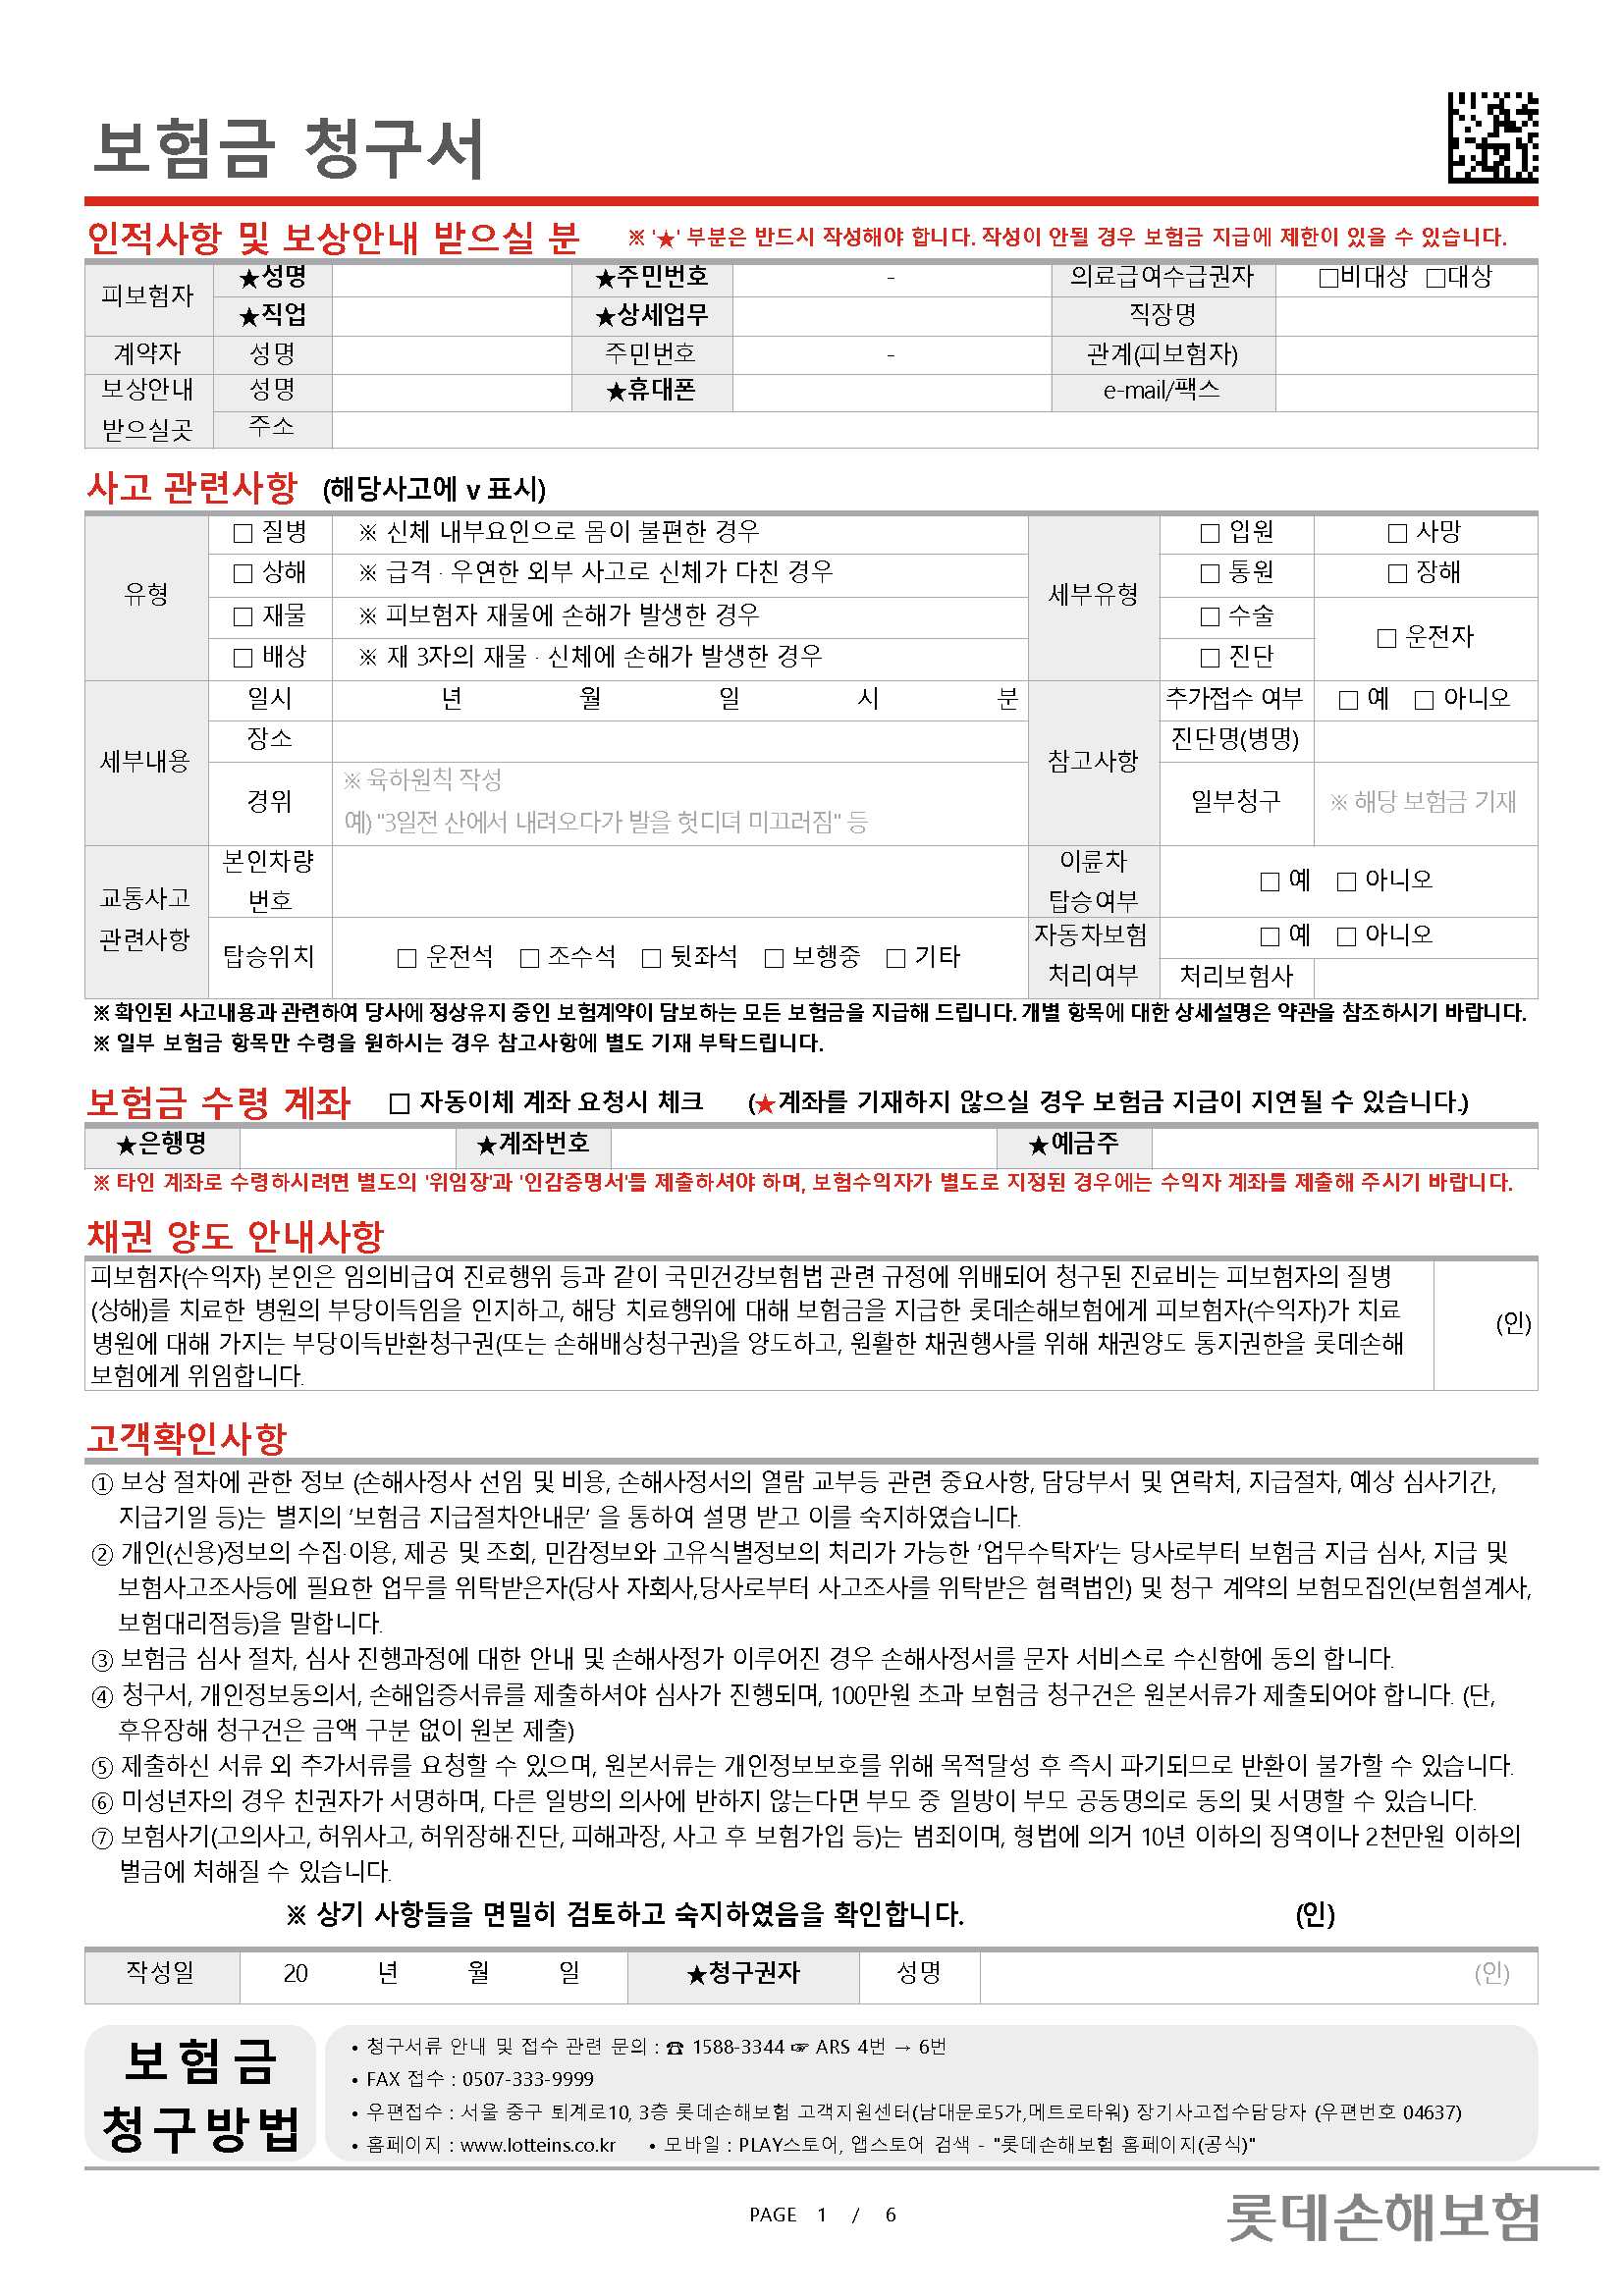 보험금 청구서
인적사항 및 보상안내 받으실 분 ※ '★' 부분은 반드시 작성해야 합니다. 작성이 안될 경우 보험금 지급에 제한이 있을 수 있습니다.
피보험자 ★성명 ★주민번호 - 의료급여수급권자 □비대상 □대상
★직업 ★상세업무 직장명
계약자 성명 주민번호 - 관계(피보험자)
보상안내 받으실곳 성명 ★휴대폰 e-mail/팩스
주소
사고 관련사항 (해당사고에 v 표시)
유형 □ 질병 ※ 신체 내부요인으로 몸이 불편한 경우 세부유형 □ 입원 □ 사망
□ 상해 ※ 급격 · 우연한 외부 사고로 신체가 다친 경우 □ 통원 □ 장해
□ 재물 ※ 피보험자 재물에 손해가 발생한 경우 □ 수술 □ 운전자
□ 배상 ※ 재 3자의 재물 · 신체에 손해가 발생한 경우 □ 진단
세부내용 일시 년 월 일 시 분 참고사항 추가접수 여부 □ 예 □ 아니오
장소 진단명(병명)
경위 ※ 육하원칙 작성 일부청구 ※ 해당 보험금 기재
예) "3일전 산에서 내려오다가 발을 헛디뎌 미끄러짐" 등
교통사고 관련사항 본인차량 번호 이륜차 탑승여부 □ 예 □ 아니오
탑승위치 □ 운전석 □ 조수석 □ 뒷좌석 □ 보행중 □ 기타 자동차보험 처리여부 □ 예 □ 아니오
처리보험사
※ 확인된 사고내용과 관련하여 당사에 정상유지 중인 보험계약이 담보하는 모든 보험금을 지급해 드립니다. 개별 항목에 대한 상세설명은 약관을 참조하시기 바랍니다.
※ 일부 보험금 항목만 수령을 원하시는 경우 참고사항에 별도 기재 부탁드립니다.
보험금 수령 계좌 □ 자동이체 계좌 요청시 체크 (★계좌를 기재하지 않으실 경우 보험금 지급이 지연될 수 있습니다.)
★은행명 ★계좌번호 ★예금주
※ 타인 계좌로 수령하시려면 별도의 '위임장'과 '인감증명서'를 제출하셔야 하며, 보험수익자가 별도로 지정된 경우에는 수익자 계좌를 제출해 주시기 바랍니다.
채권 양도 안내사항
피보험자(수익자) 본인은 임의비급여 진료행위 등과 같이 국민건강보험법 관련 규정에 위배되어 청구된 진료비는 피보험자의 질병
(상해)를 치료한 병원의 부당이득임을 인지하고, 해당 치료행위에 대해 보험금을 지급한 롯데손해보험에게 피보험자(수익자)가 치료
병원에 대해 가지는 부당이득반환청구권(또는 손해배상청구권)을 양도하고, 원활한 채권행사를 위해 채권양도 통지권한을 롯데손해
보험에게 위임합니다.
(인)
고객확인사항
① 보상 절차에 관한 정보 (손해사정사 선임 및 비용, 손해사정서의 열람 교부등 관련 중요사항, 담당부서 및 연락처, 지급절차, 예상 심사기간,
지급기일 등)는 별지의 '보험금 지급절차안내문' 을 통하여 설명 받고 이를 숙지하였습니다.
② 개인(신용)정보의 수집·이용, 제공 및 조회, 민감정보와 고유식별정보의 처리가 가능한 '업무수탁자'는 당사로부터 보험금 지급 심사, 지급 및
보험사고조사등에 필요한 업무를 위탁받은자(당사 자회사,당사로부터 사고조사를 위탁받은 협력법인) 및 청구 계약의 보험모집인(보험설계사,
보험대리점등)을 말합니다.
③ 보험금 심사 절차, 심사 진행과정에 대한 안내 및 손해사정가 이루어진 경우 손해사정서를 문자 서비스로 수신함에 동의 합니다.
④ 청구서, 개인정보동의서, 손해입증서류를 제출하셔야 심사가 진행되며, 100만원 초과 보험금 청구건은 원본서류가 제출되어야 합니다. (단,
후유장해 청구건은 금액 구분 없이 원본 제출)
⑤ 제출하신 서류 외 추가서류를 요청할 수 있으며, 원본서류는 개인정보보호를 위해 목적달성 후 즉시 파기되므로 반환이 불가할 수 있습니다.
⑥ 미성년자의 경우 친권자가 서명하며, 다른 일방의 의사에 반하지 않는다면 부모 중 일방이 부모 공동명의로 동의 및 서명할 수 있습니다.
⑦ 보험사기(고의사고, 허위사고, 허위장해·진단, 피해과장, 사고 후 보험가입 등)는 범죄이며, 형법에 의거 10년 이하의 징역이나 2천만원 이하의
벌금에 처해질 수 있습니다.
※ 상기 사항들을 면밀히 검토하고 숙지하였음을 확인합니다. (인)
작성일 20 년 월 일 ★청구권자 성명 (인)
보험금 청구방법
• 청구서류 안내 및 접수 관련 문의 : ☎ 1588-3344 ☞ ARS 4번 → 6번
• FAX 접수 : 0507-333-9999
• 우편접수 : 서울 중구 퇴계로10, 3층 롯데손해보험 고객지원센터(남대문로5가,메트로타워) 장기사고접수담당자 (우편번호 04637)
• 홈페이지 : www.lotteins.co.kr • 모바일 : PLAY스토어, 앱스토어 검색 - "롯데손해보험 홈페이지(공식)"
PAGE 1 / 6
롯데손해보험